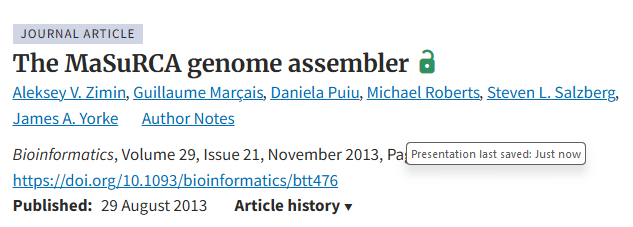 JOURNAL ARTICLE
The MaSuRCA genome assembler
Aleksey V. Zimin, Guillaume Marçais, Daniela Puiu, Michael Roberts, Steven L. Salzberg,
James A. Yorke Author Notes
Bioinformatics, Volume 29, Issue 21, November 2013,
Presentation last saved: Just now
https://doi.org/10.1093/bioinformatics/btt476
Published: 29 August 2013 Article history ▾